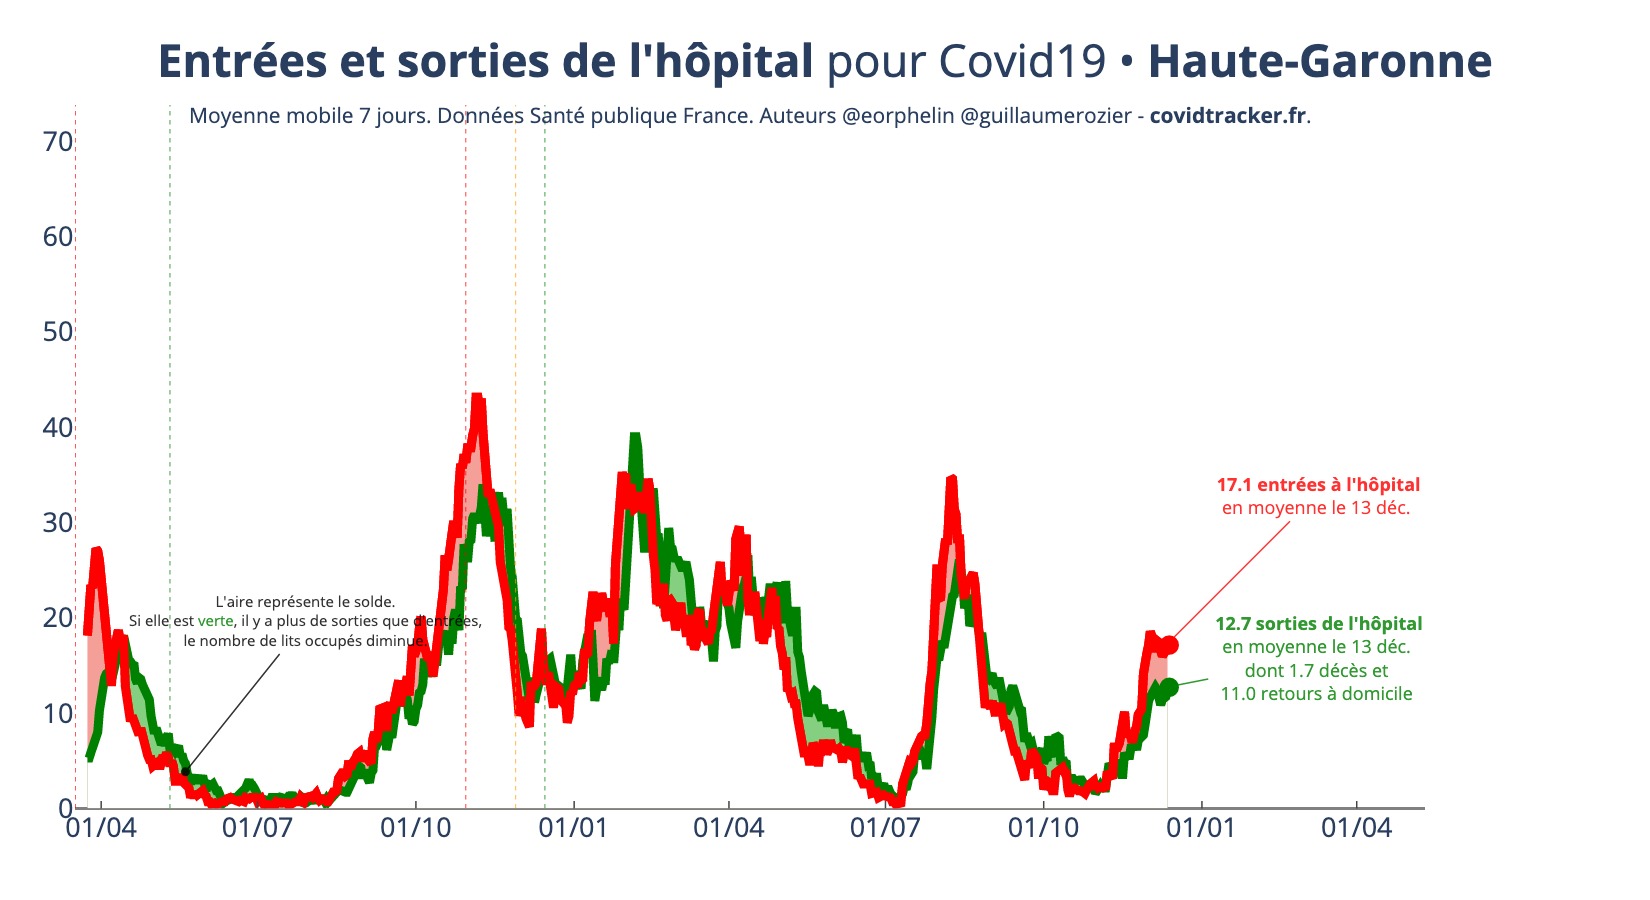 Entrées et sorties de l'hôpital pour Covid19 • Haute-Garonne
Moyenne mobile 7 jours. Données Santé publique France. Auteurs @eorphelin @guillaumerozier - covidtracker.fr.
70
60
50
40
30
20
10
0
17.1 entrées à l'hôpital
en moyenne le 13 déc.
L'aire représente le solde.
Si elle est verte, il y a plus de sorties que d'entrées,
le nombre de lits occupés diminue
12.7 sorties de l'hôpital
en moyenne le 13 déc.
dont 1.7 décès et
11.0 retours à domicile
01/04 01/07 01/10 01/01 01/04 01/07 01/10 01/01 01/04